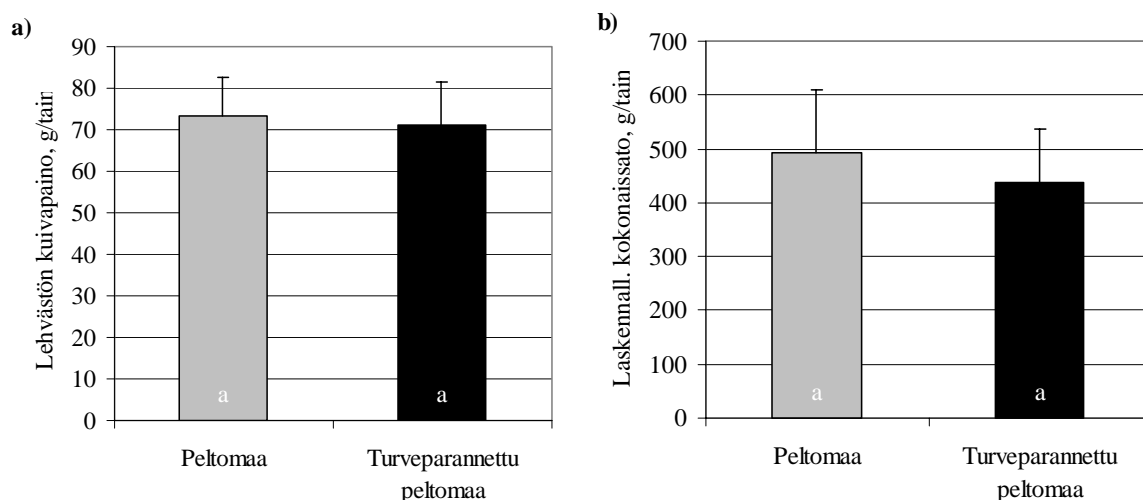 a)
Lehvästön kuivapaino, g/tain
90
80
70
60
50
40
30
20
10
0
a
a
Peltomaa
Turveparannettu
peltomaa
b)
Laskennall. kokonaissato, g/tain
700
600
500
400
300
200
100
0
a
a
Peltomaa
Turveparannettu
peltomaa